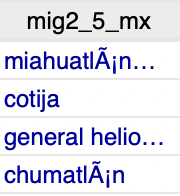 mig2_5_mx
miahuatlÃ¡n…
cotija
general helio…
chumatlÃ¡n